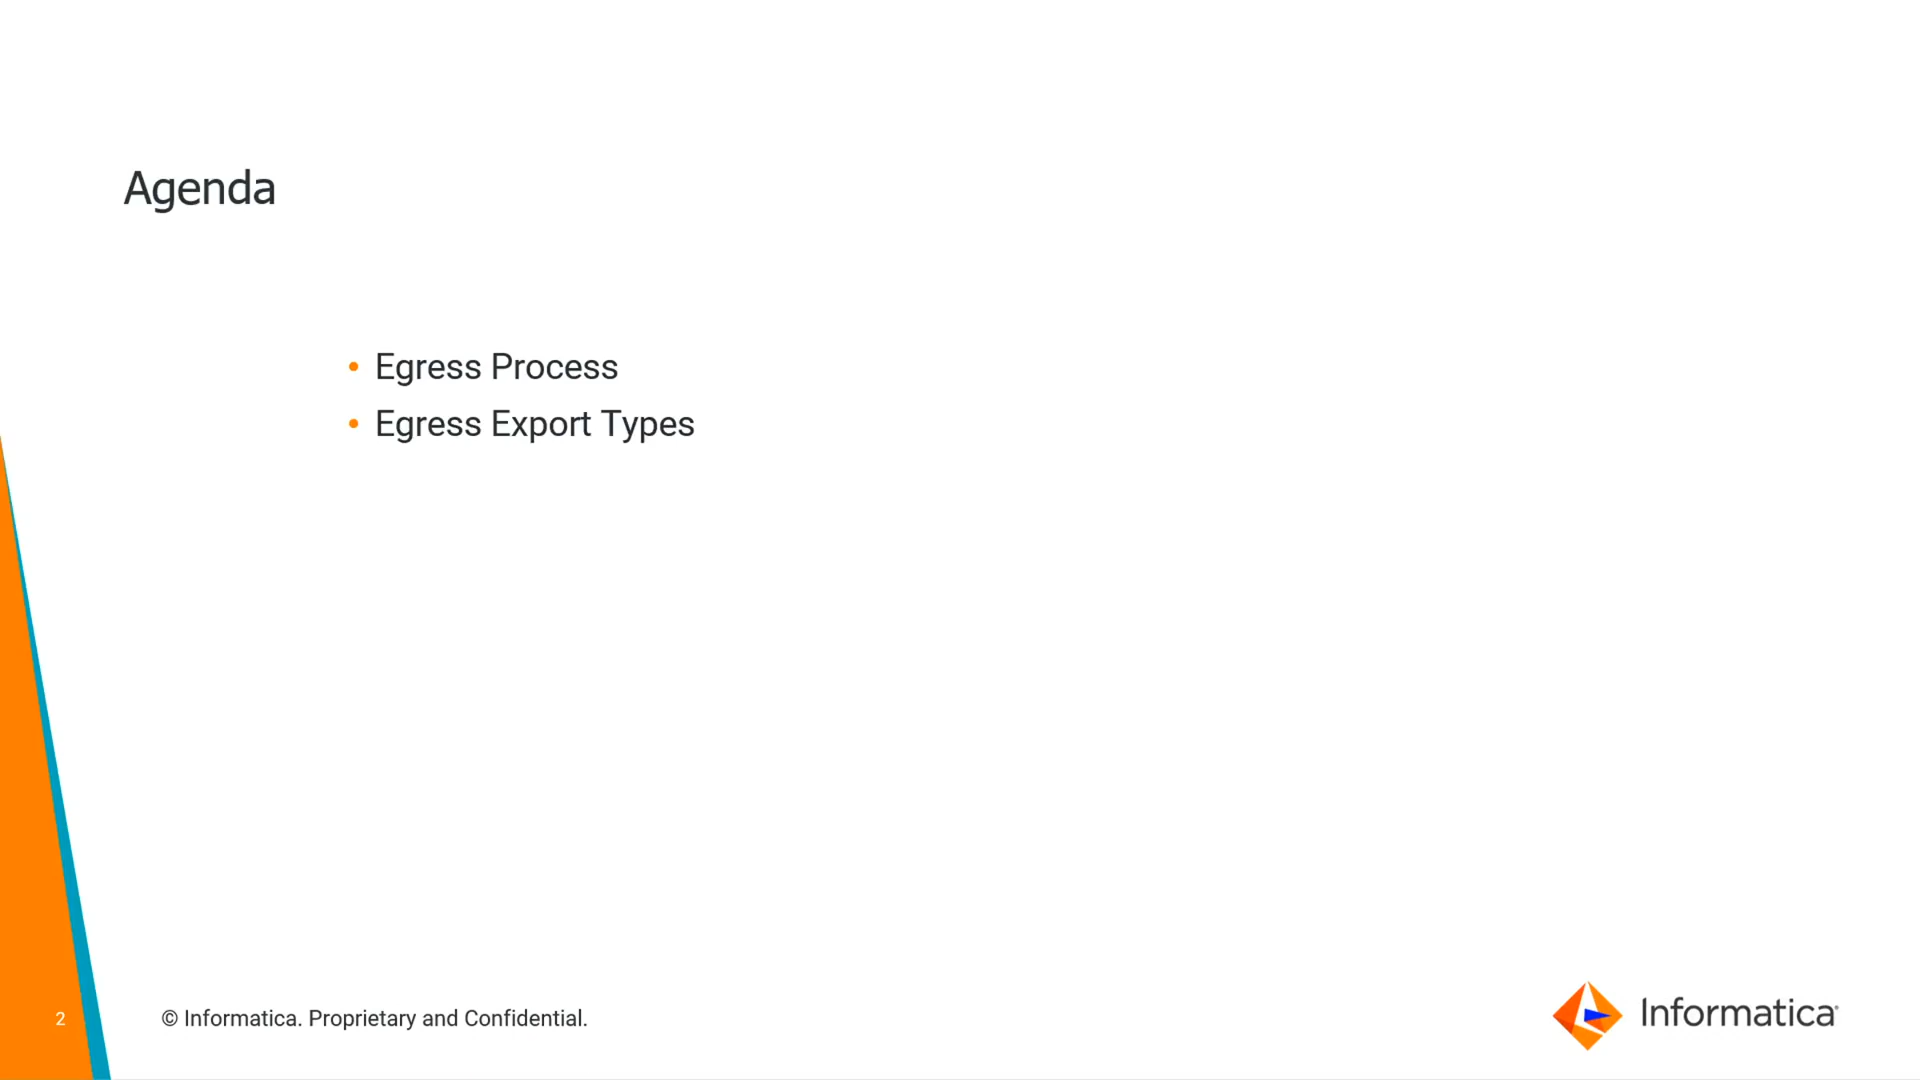 Agenda
• Egress Process
• Egress Export Types
2
© Informatica. Proprietary and Confidential.
Informatica